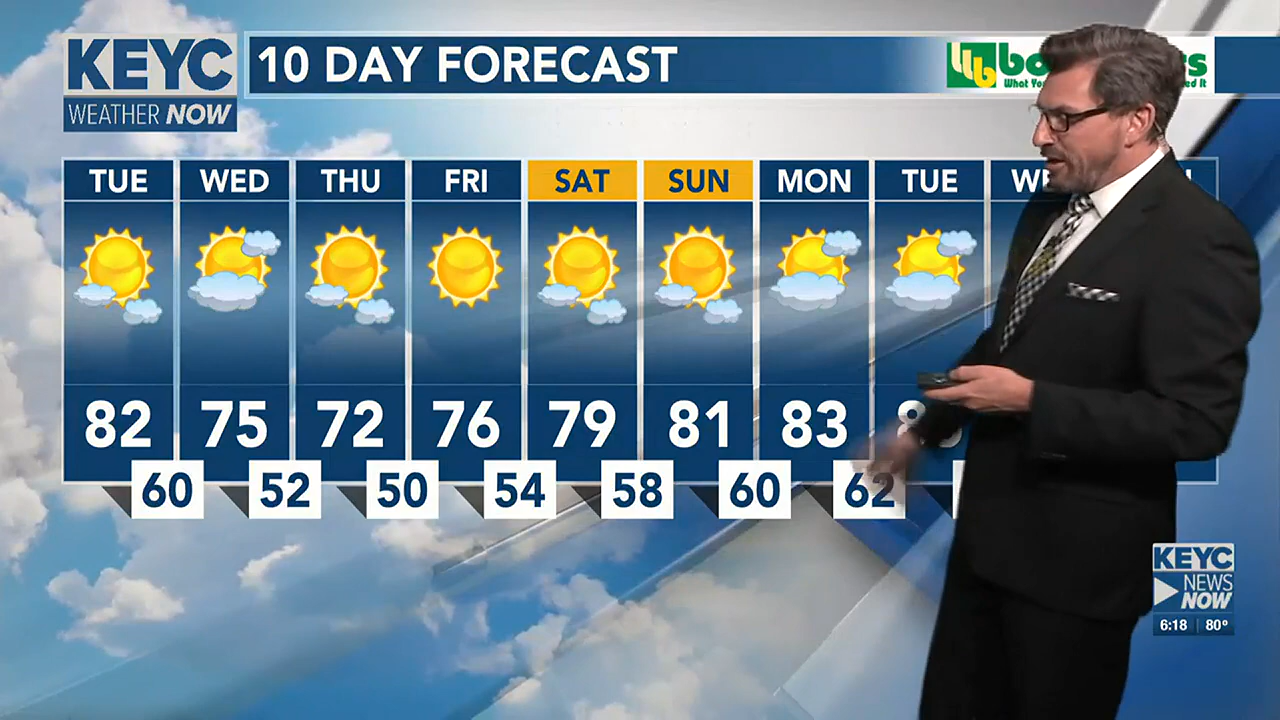 KEYC
WEATHER NOW
10 DAY FORECAST
What
TUE WED THU FRI SAT SUN MON TUE
82 75 72 76 79 81 83
60 52 50 54 58 60 62
KEYC
NEWS
NOW
6:18 80°